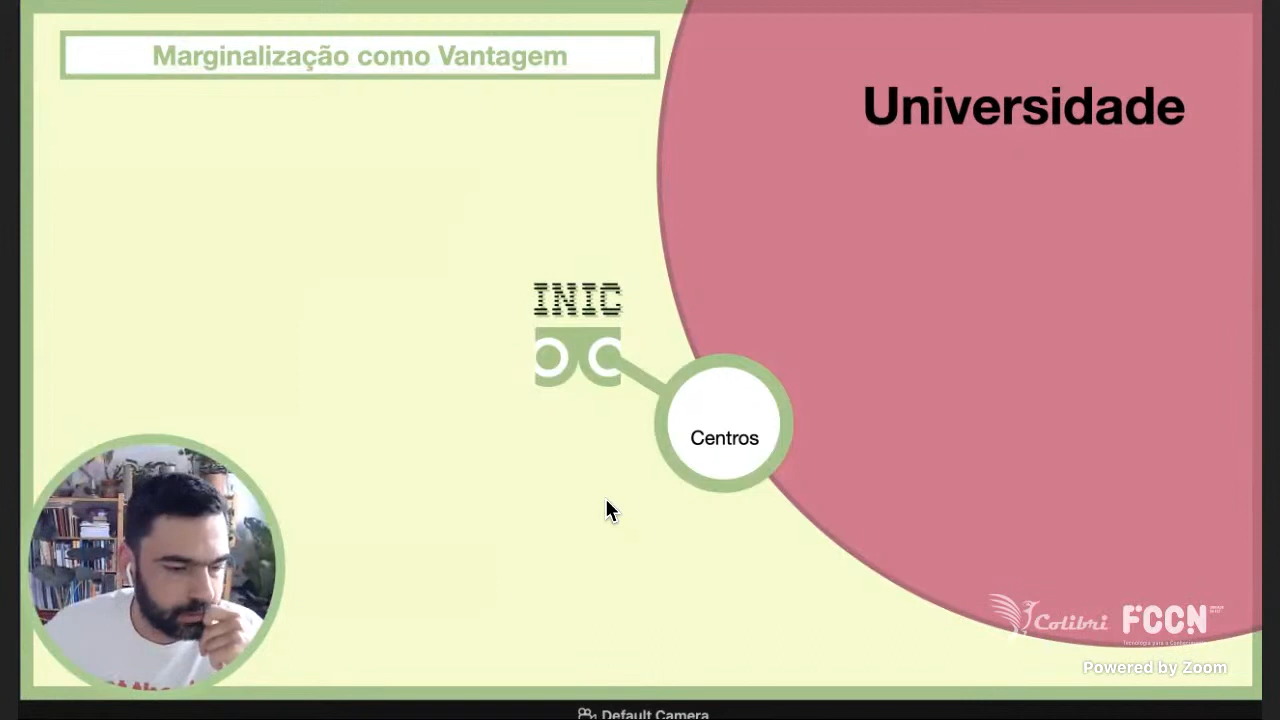 Marginalização como Vantagem
Universidade
INIC
Centros
Colibri FCCN
Powered by Zoom
Default Camera